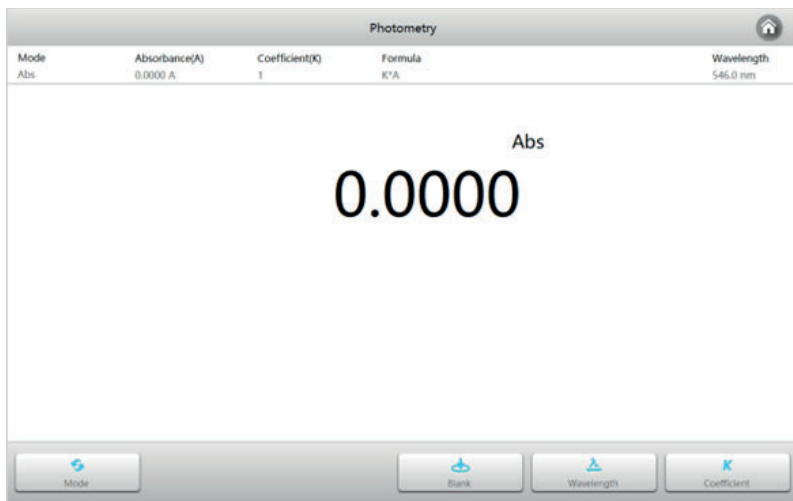 Photometry
Mode Absorbance(A) Coefficient(K) Formula Wavelength
Abs 0.0000 A 1 K*A 546.0 nm
Abs
0.0000
Mode Blank Wavelength Coefficient